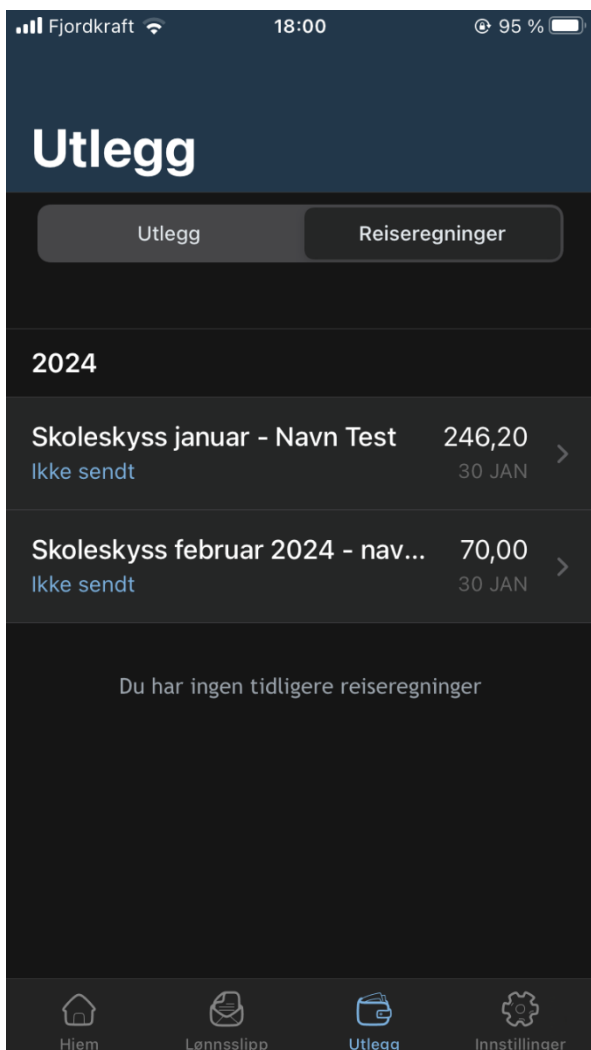 Fjordkraft 18:00 95 %
Utlegg
Utlegg Reiseregninger
2024
Skoleskyss januar - Navn Test 246,20
Ikke sendt 30 JAN
Skoleskyss februar 2024 - nav... 70,00
Ikke sendt 30 JAN
Du har ingen tidligere reiseregninger
Hjem Lønnsslipp Utlegg Innstillinger